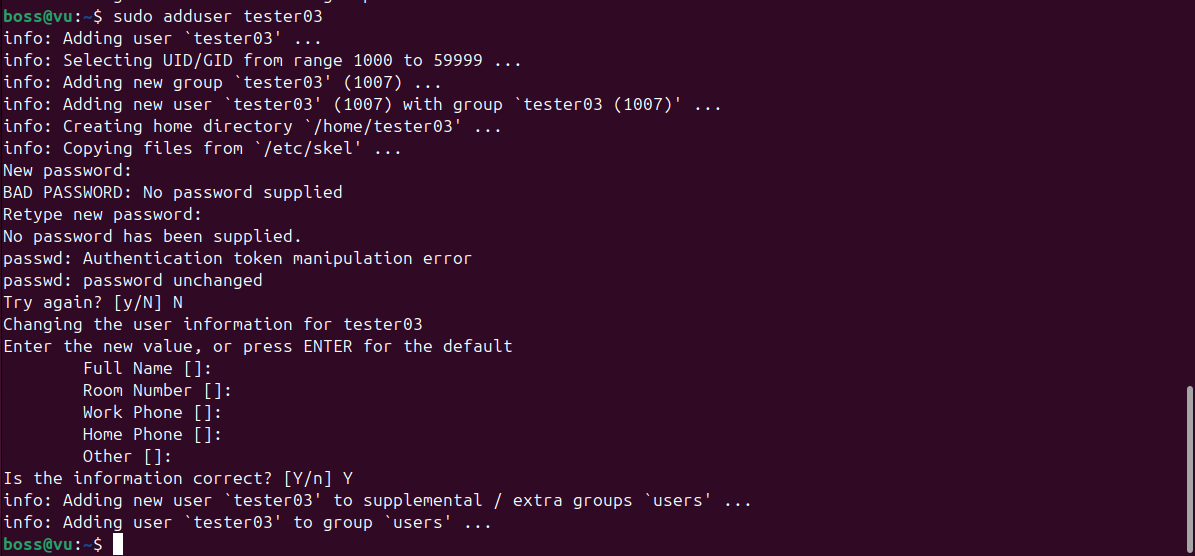 boss@vu:~$ sudo adduser tester03
info: Adding user `tester03' ...
info: Selecting UID/GID from range 1000 to 59999 ...
info: Adding new group `tester03' (1007) ...
info: Adding new user `tester03' (1007) with group `tester03 (1007)' ...
info: Creating home directory `/home/tester03' ...
info: Copying files from `/etc/skel' ...
New password:
BAD PASSWORD: No password supplied
Retype new password:
No password has been supplied.
passwd: Authentication token manipulation error
passwd: password unchanged
Try again? [y/N] N
Changing the user information for tester03
Enter the new value, or press ENTER for the default
        Full Name []:
        Room Number []:
        Work Phone []:
        Home Phone []:
        Other []:
Is the information correct? [Y/n] Y
info: Adding new user `tester03' to supplemental / extra groups `users' ...
info: Adding user `tester03' to group `users' ...
boss@vu:~$